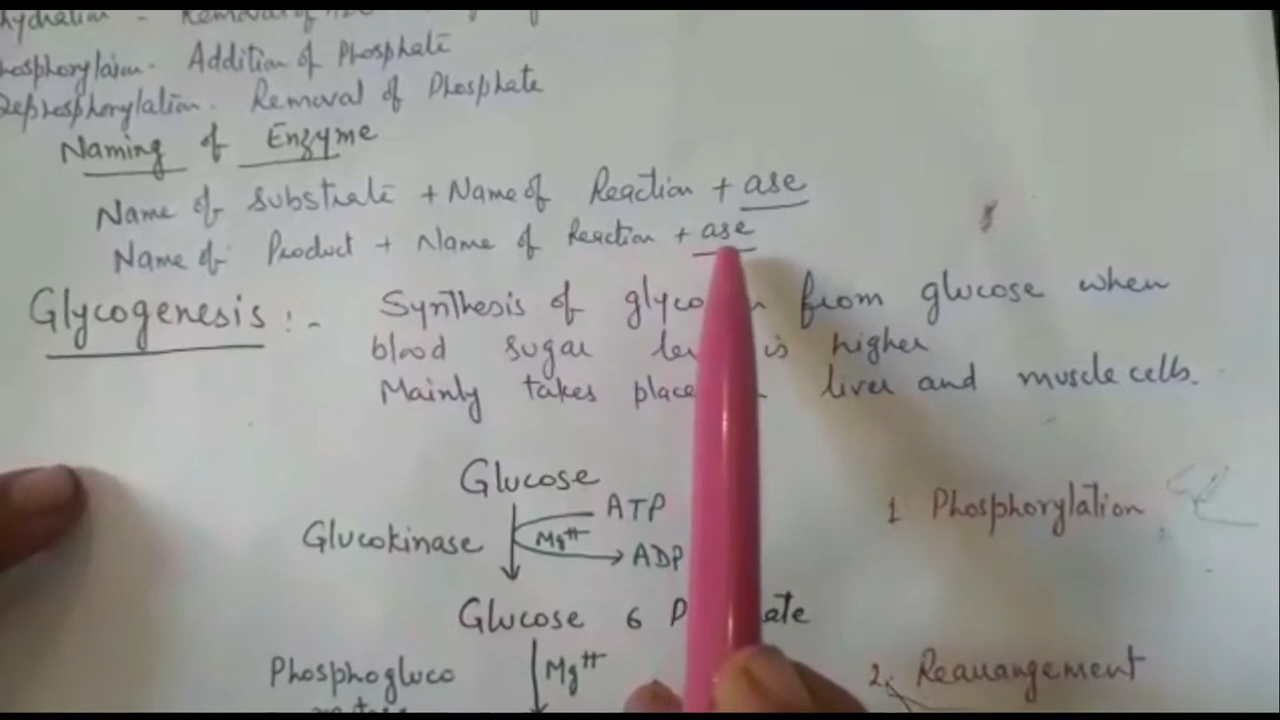 Removal of
Addition of Phosphate
Dephosphorylation. Removal of Phosphate
Naming of Enzyme
Name of Substrate + Name of Reaction + ase
Name of Product + Name of Reaction + ase
Glycogenesis :- Synthesis of from glucose when
blood sugar is higher
Mainly takes place liver and muscle cells.
Glucose
ATP
1 Phosphorylation
Glucokinase Mg++
ADP
Glucose 6
Phosphogluco Mg++
2. Rearrangement